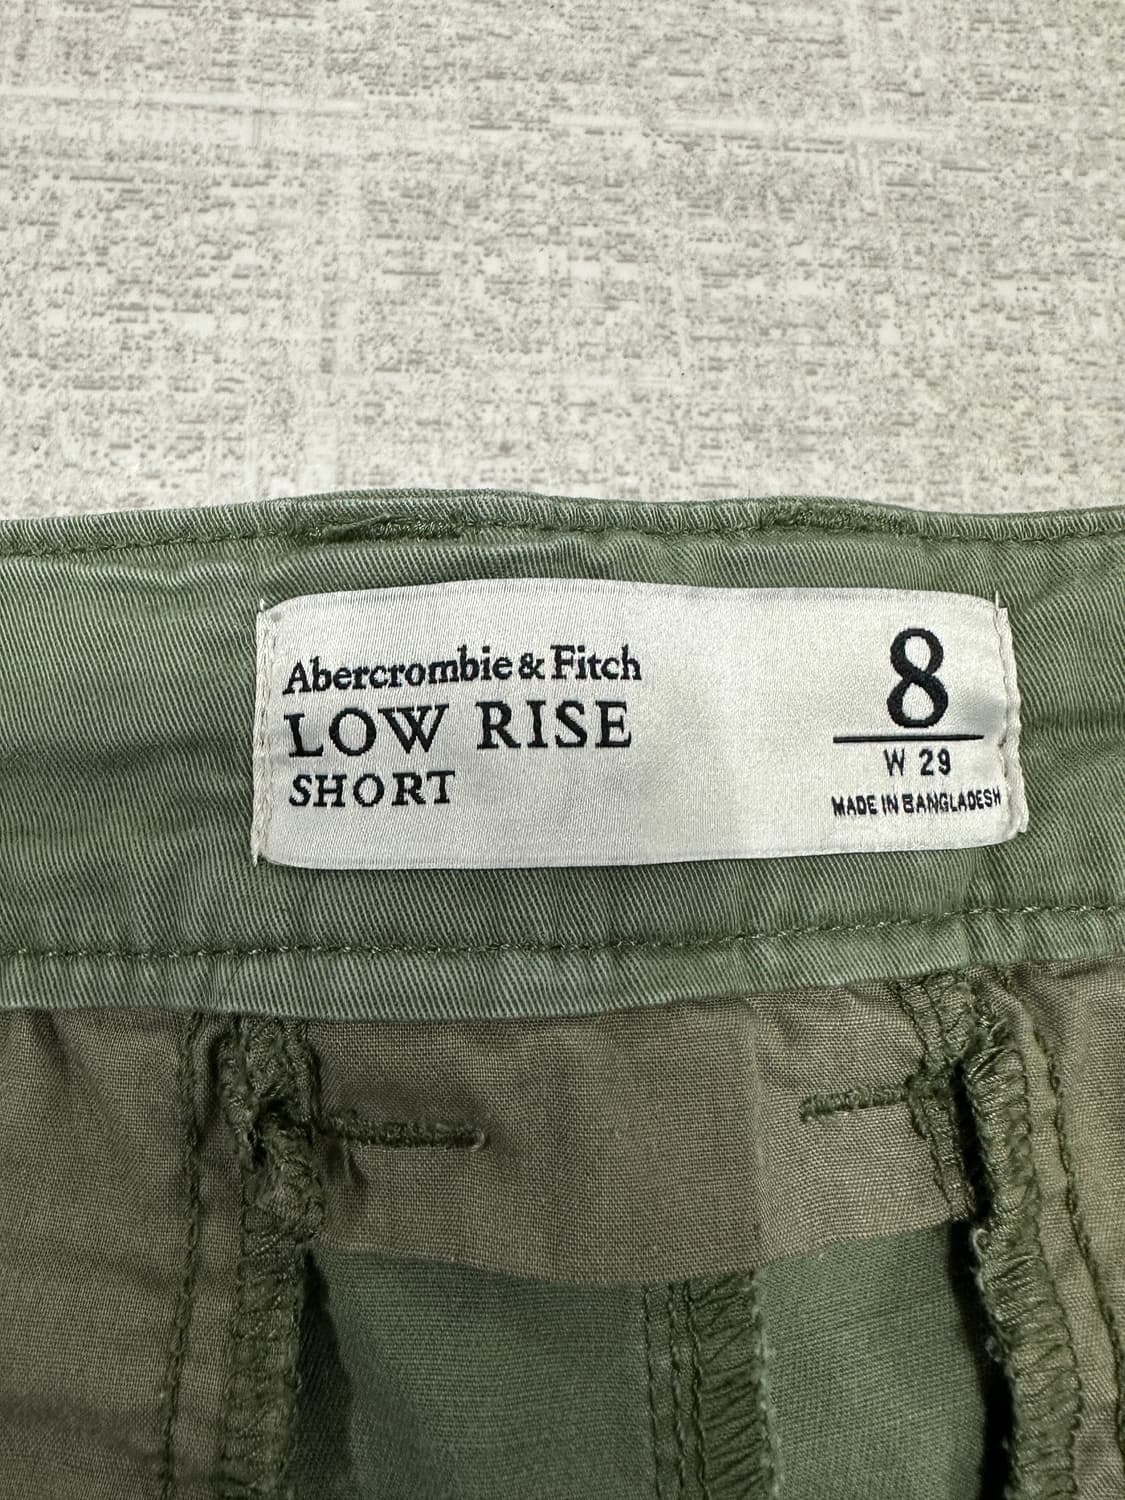 Abercrombie & Fitch
LOW RISE
SHORT
8
W 29
MADE IN BANGLADESH